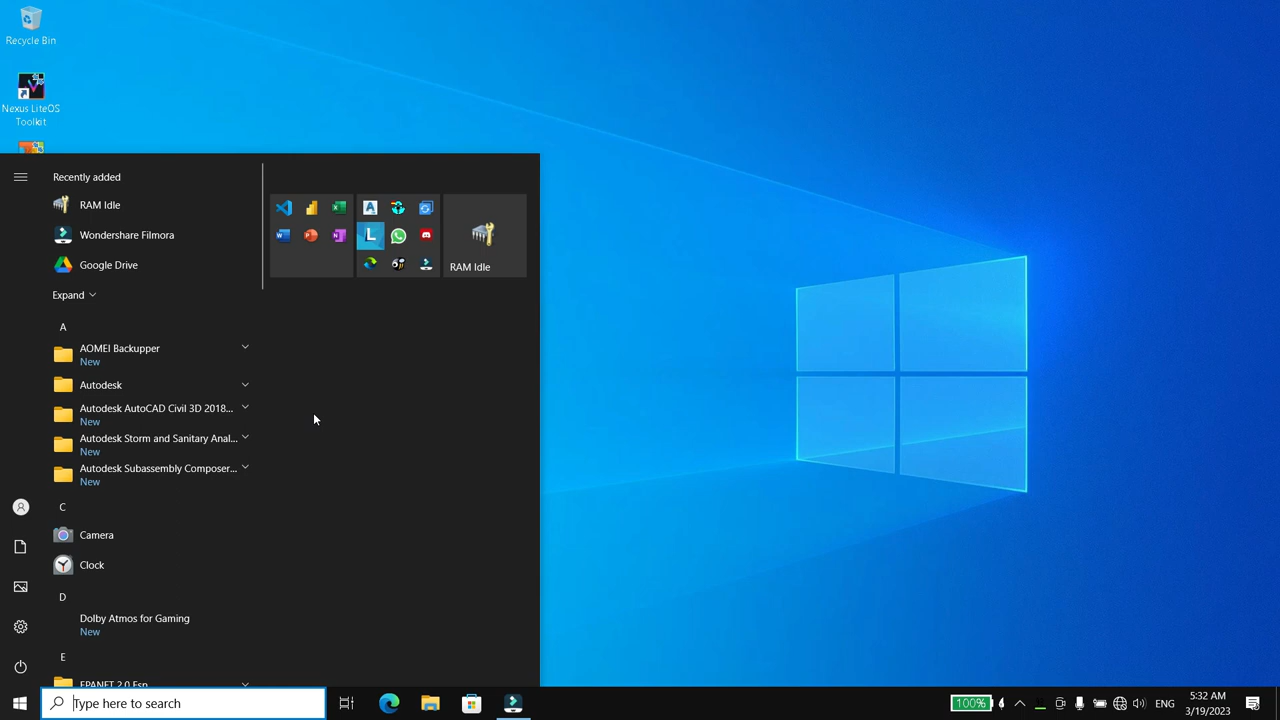 Recycle Bin
Nexus LiteOS
Toolkit
Recently added
RAM Idle
Wondershare Filmora
Google Drive
Expand
A
AOMEI Backupper
New
Autodesk
Autodesk AutoCAD Civil 3D 2018...
New
Autodesk Storm and Sanitary Anal...
New
Autodesk Subassembly Composer...
New
C
Camera
Clock
D
Dolby Atmos for Gaming
New
E
EPANET 2.0 Esp
RAM Idle
Type here to search
100%
ENG
5:32 AM
3/19/2023